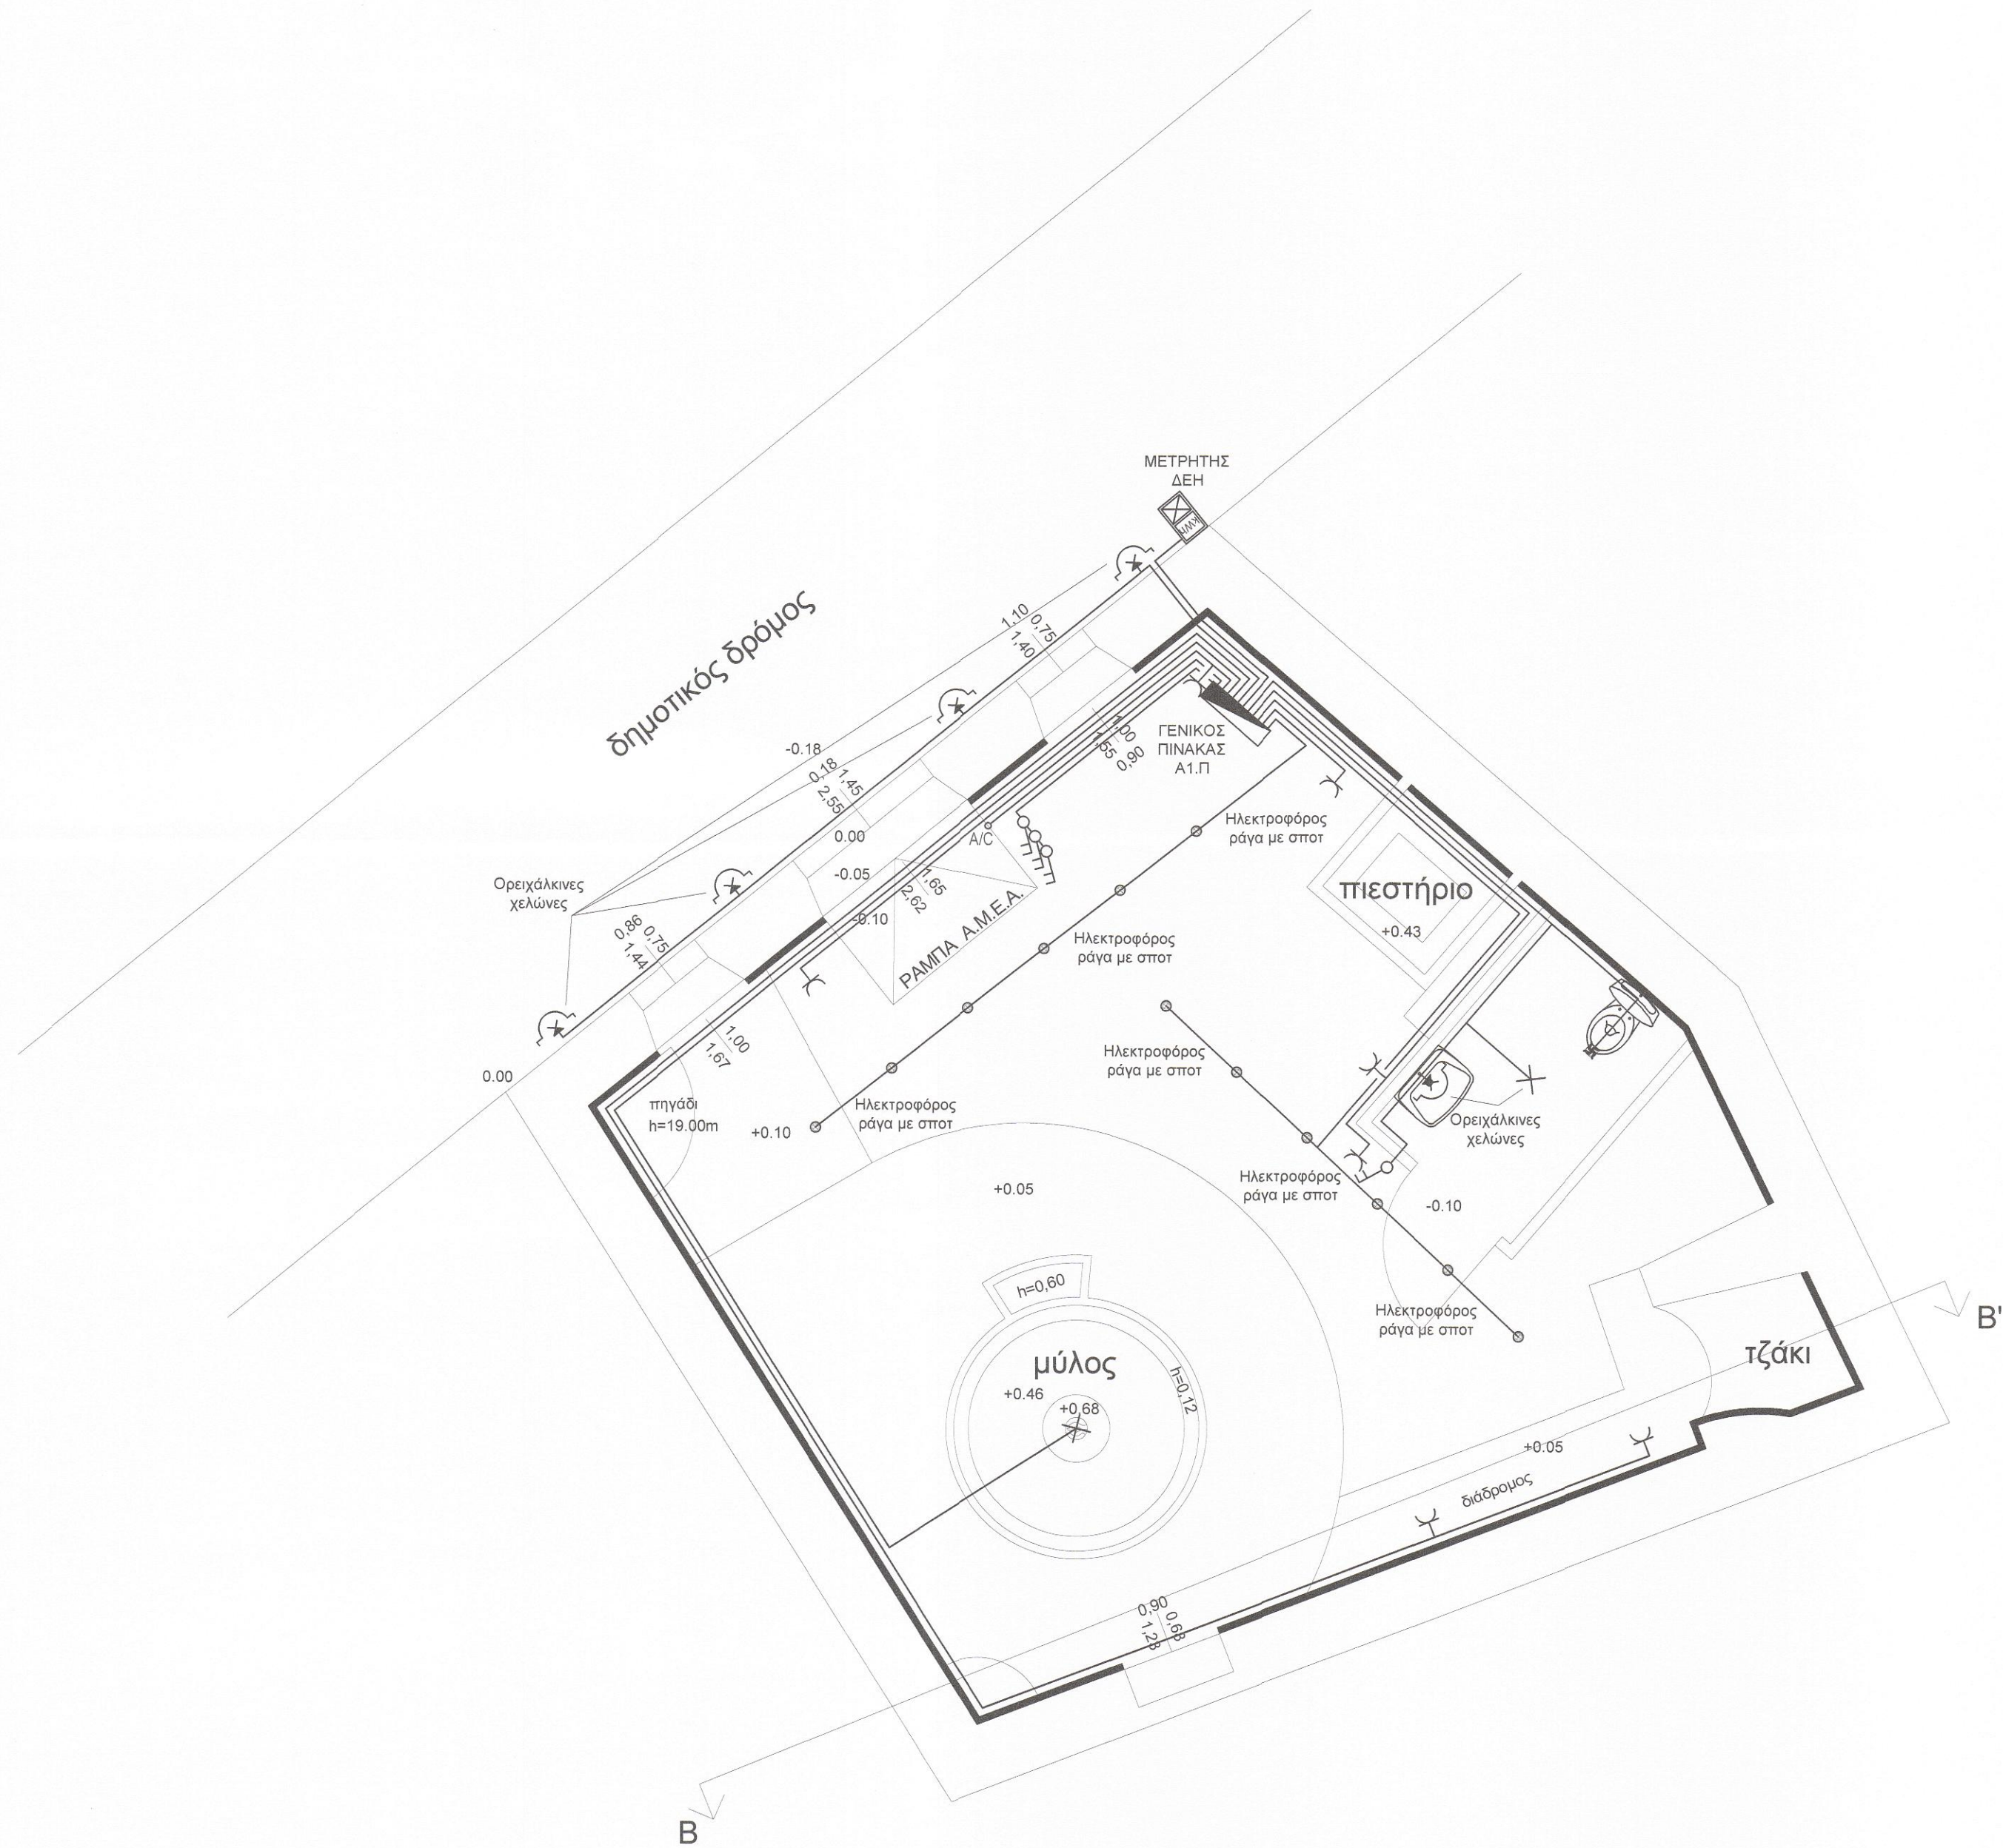 ΜΕΤΡΗΤΗΣ
ΔΕΗ
KWH
δημοτικός δρόμος
1,10 0,75
1,40
-0.18
0,18 1,45
2,55
1,00
1,65 0,90
ΓΕΝΙΚΟΣ
ΠΙΝΑΚΑΣ
Α1.Π
0.00
A/C
Ηλεκτροφόρος
ράγα με σποτ
-0.05
1,65
2,62
πιεστήριο
+0.43
Ορειχάλκινες
χελώνες
-0.10
ΡΑΜΠΑ Α.Μ.Ε.Α.
0,86 0,75
1,44
Ηλεκτροφόρος
ράγα με σποτ
1,00
1,67
Ηλεκτροφόρος
ράγα με σποτ
0.00
πηγάδι
h=19.00m
+0.10
Ηλεκτροφόρος
ράγα με σποτ
Ορειχάλκινες
χελώνες
+0.05
Ηλεκτροφόρος
ράγα με σποτ
-0.10
h=0,60
Ηλεκτροφόρος
ράγα με σποτ
B'
μύλος
τζάκι
+0.46
+0.68
h=0,12
+0.05
διάδρομος
0,90 0,68
1,23
B